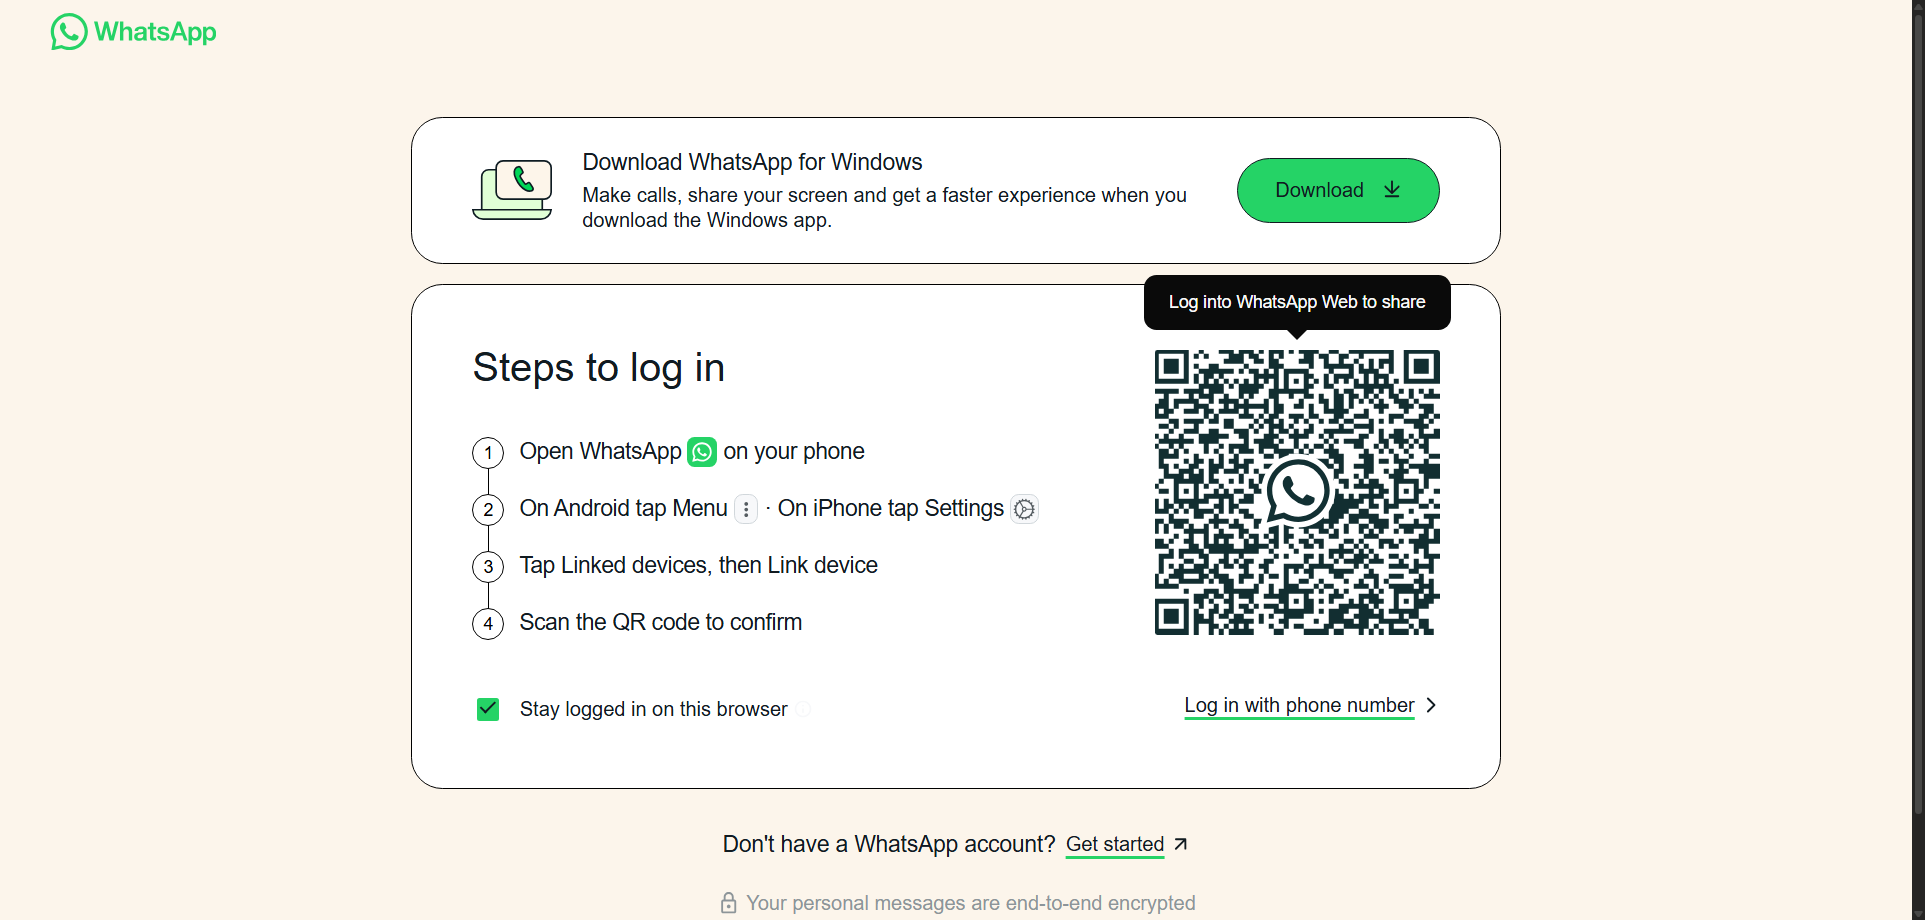 WhatsApp
Download WhatsApp for Windows
Make calls, share your screen and get a faster experience when you
download the Windows app.
Download
Log into WhatsApp Web to share
Steps to log in
1 Open WhatsApp on your phone
2 On Android tap Menu · On iPhone tap Settings
3 Tap Linked devices, then Link device
4 Scan the QR code to confirm
Stay logged in on this browser
Log in with phone number
Don't have a WhatsApp account? Get started
Your personal messages are end-to-end encrypted